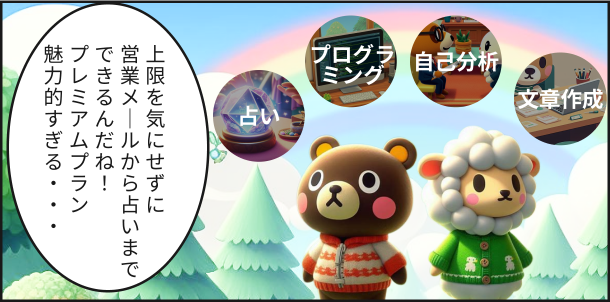 上限を気にせずに
営業メールから占いまで
できるんだね！
プレミアムプラン
魅力的すぎる・・・
占い
プログラ
ミング
自己分析
文章作成